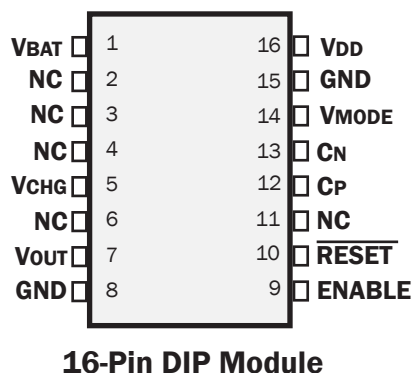 VBAT 1 16 VDD
NC 2 15 GND
NC 3 14 VMODE
NC 4 13 CN
VCHG 5 12 CP
NC 6 11 NC
VOUT 7 10 RESET
GND 8 9 ENABLE
16-Pin DIP Module